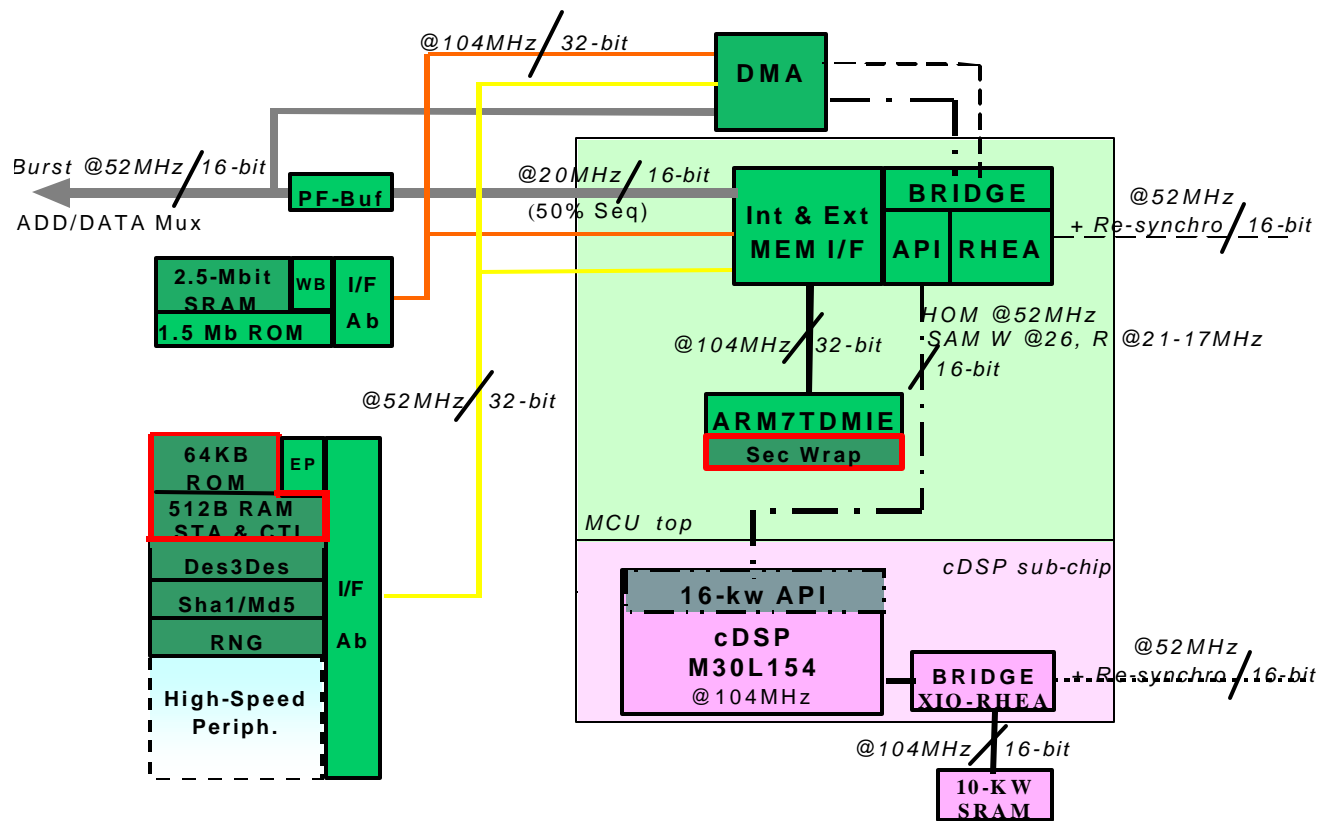 @104MHz 32-bit
DMA
Burst @52MHz 16-bit
ADD/DATA Mux
PF-Buf
@20MHz 16-bit
(50% Seq)
Int & Ext
MEM I/F
BRIDGE
API RHEA
@52MHz
+ Re-synchro 16-bit
2.5-Mbit
SRAM
WB
I/F
Ab
1.5 Mb ROM
HOM @52MHz
SAM W @26, R @21-17MHz
16-bit
@104MHz 32-bit
@52MHz 32-bit
ARM7TDMIE
Sec Wrap
64KB
ROM
EP
512B RAM
STA & CTL
Des3Des
Sha1/Md5
RNG
High-Speed
Periph.
I/F
Ab
MCU top
cDSP sub-chip
16-kw API
cDSP
M30L154
@104MHz
BRIDGE
XIO-RHEA
@52MHz
+ Re-synchro 16-bit
@104MHz 16-bit
10-KW
SRAM